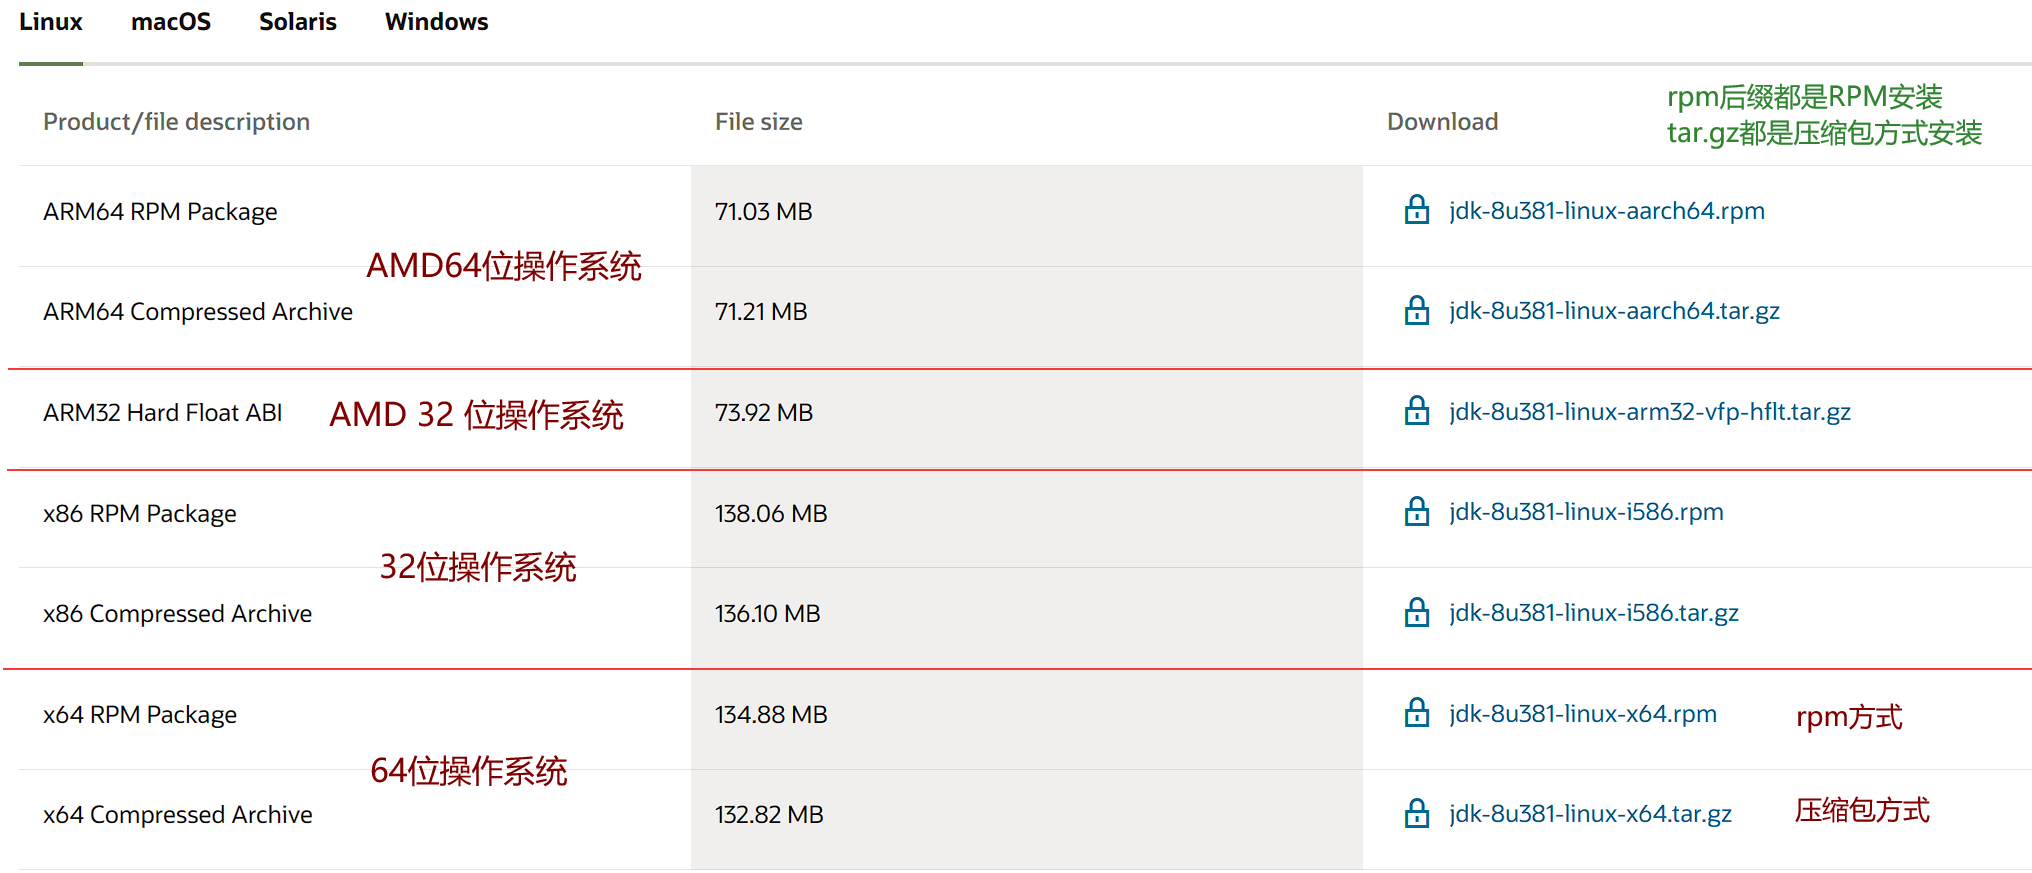 Linux macOS Solaris Windows
rpm后缀都是RPM安装
tar.gz都是压缩包方式安装
Product/file description File size Download
ARM64 RPM Package 71.03 MB jdk-8u381-linux-aarch64.rpm
AMD64位操作系统
ARM64 Compressed Archive 71.21 MB jdk-8u381-linux-aarch64.tar.gz
ARM32 Hard Float ABI AMD 32 位操作系统 73.92 MB jdk-8u381-linux-arm32-vfp-hflt.tar.gz
x86 RPM Package 138.06 MB jdk-8u381-linux-i586.rpm
32位操作系统
x86 Compressed Archive 136.10 MB jdk-8u381-linux-i586.tar.gz
x64 RPM Package 134.88 MB jdk-8u381-linux-x64.rpm rpm方式
64位操作系统
x64 Compressed Archive 132.82 MB jdk-8u381-linux-x64.tar.gz 压缩包方式